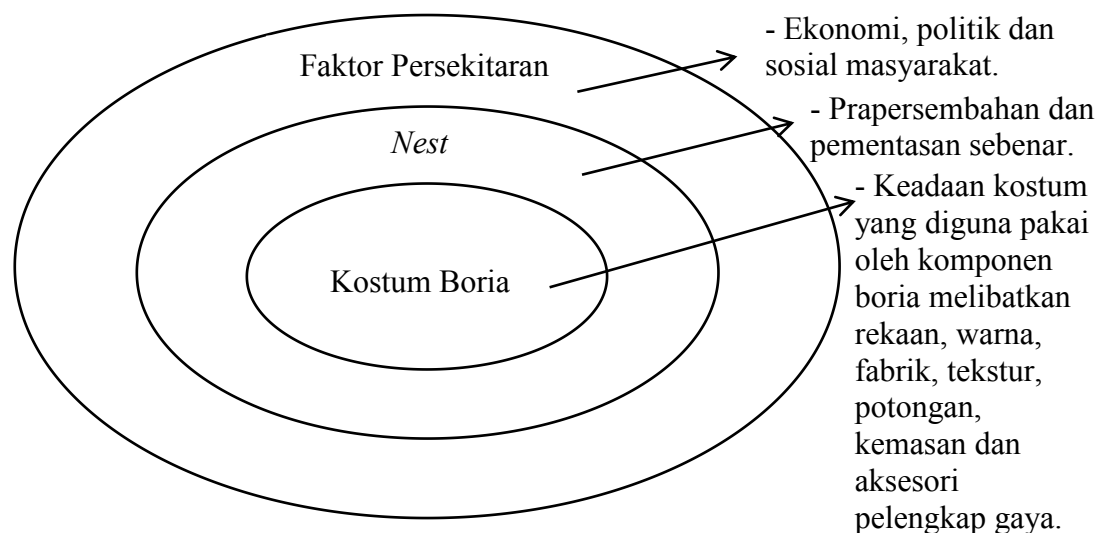 Faktor Persekitaran
- Ekonomi, politik dan
sosial masyarakat.
Nest
- Prapersembahan dan
pementasan sebenar.
Kostum Boria
- Keadaan kostum
yang diguna pakai
oleh komponen
boria melibatkan
rekaan, warna,
fabrik, tekstur,
potongan,
kemasan dan
aksesori
pelengkap gaya.